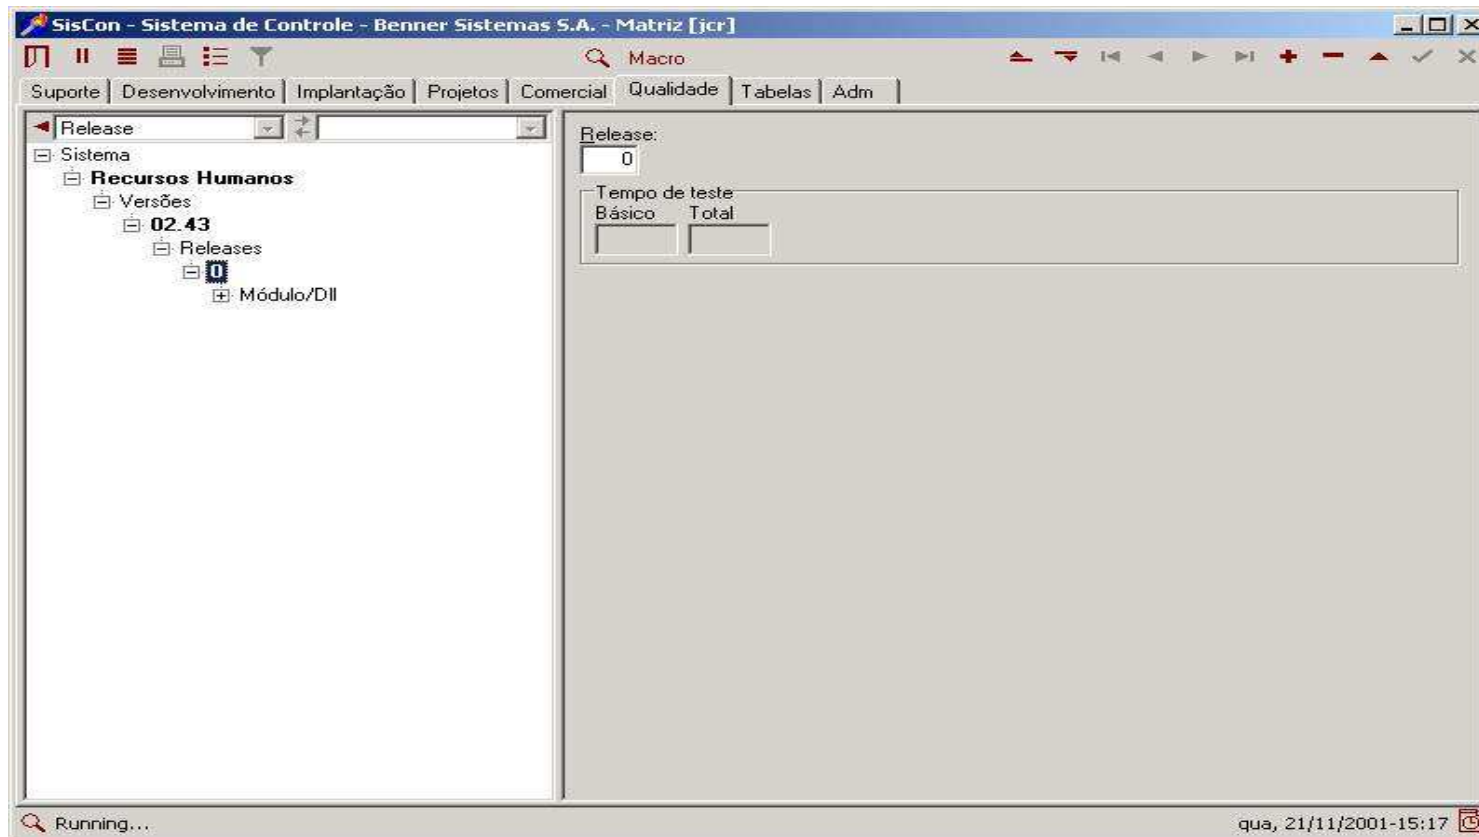 SisCon - Sistema de Controle - Benner Sistemas S.A. - Matriz [jcr]
Macro
Suporte Desenvolvimento Implantação Projetos Comercial Qualidade Tabelas Adm
Release
Sistema
Recursos Humanos
Versões
02.43
Releases
0
Módulo/Dll
Release:
0
Tempo de teste
Básico Total
Running...
qua, 21/11/2001-15:17